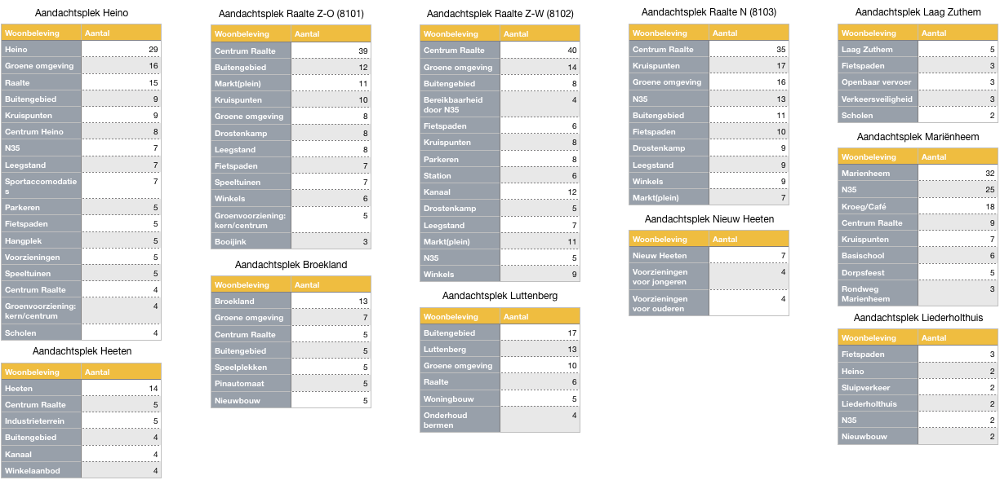 Aandachtsplek Heino
Woonbeleving Aantal
Heino 29
Groene omgeving 16
Raalte 15
Buitengebied 9
Kruispunten 9
Centrum Heino 8
N35 7
Leegstand 7
Sportaccomodatie 7
s
Parkeren 5
Fietspaden 5
Hangplek 5
Voorzieningen 5
Speeltuinen 5
Centrum Raalte 4
Groenvoorziening: 4
kern/centrum
Scholen 4
Aandachtsplek Heeten
Woonbeleving Aantal
Heeten 14
Centrum Raalte 5
Industrieterrein 5
Buitengebied 4
Kanaal 4
Winkelaanbod 4
Aandachtsplek Raalte Z-O (8101)
Woonbeleving Aantal
Centrum Raalte 39
Buitengebied 12
Markt(plein) 11
Kruispunten 10
Groene omgeving 8
Drostenkamp 8
Leegstand 8
Fietspaden 7
Speeltuinen 7
Winkels 6
Groenvoorziening: 5
kern/centrum
Booijink 3
Aandachtsplek Broekland
Woonbeleving Aantal
Broekland 13
Groene omgeving 7
Centrum Raalte 5
Buitengebied 5
Speelplekken 5
Pinautomaat 5
Nieuwbouw 5
Aandachtsplek Raalte Z-W (8102)
Woonbeleving Aantal
Centrum Raalte 40
Groene omgeving 14
Buitengebied 8
Bereikbaarheid 4
door N35
Fietspaden 6
Kruispunten 8
Parkeren 8
Station 6
Kanaal 12
Drostenkamp 5
Leegstand 7
Markt(plein) 11
N35 5
Winkels 9
Aandachtsplek Luttenberg
Woonbeleving Aantal
Buitengebied 17
Luttenberg 13
Groene omgeving 10
Raalte 6
Woningbouw 5
Onderhoud 4
bermen
Aandachtsplek Raalte N (8103)
Woonbeleving Aantal
Centrum Raalte 35
Kruispunten 17
Groene omgeving 16
N35 13
Buitengebied 11
Fietspaden 10
Drostenkamp 9
Leegstand 9
Winkels 9
Markt(plein) 7
Aandachtsplek Nieuw Heeten
Woonbeleving Aantal
Nieuw Heeten 7
Voorzieningen 4
voor jongeren
Voorzieningen 4
voor ouderen
Aandachtsplek Laag Zuthem
Woonbeleving Aantal
Laag Zuthem 5
Fietspaden 3
Openbaar vervoer 3
Verkeersveiligheid 3
Scholen 2
Aandachtsplek Mariënheem
Woonbeleving Aantal
Marienheem 32
N35 25
Kroeg/Café 18
Centrum Raalte 9
Kruispunten 7
Basischool 6
Dorpsfeest 5
Rondweg 3
Marienheem
Aandachtsplek Liederholthuis
Woonbeleving Aantal
Fietspaden 3
Heino 2
Sluipverkeer 2
Liederholthuis 2
N35 2
Nieuwbouw 2